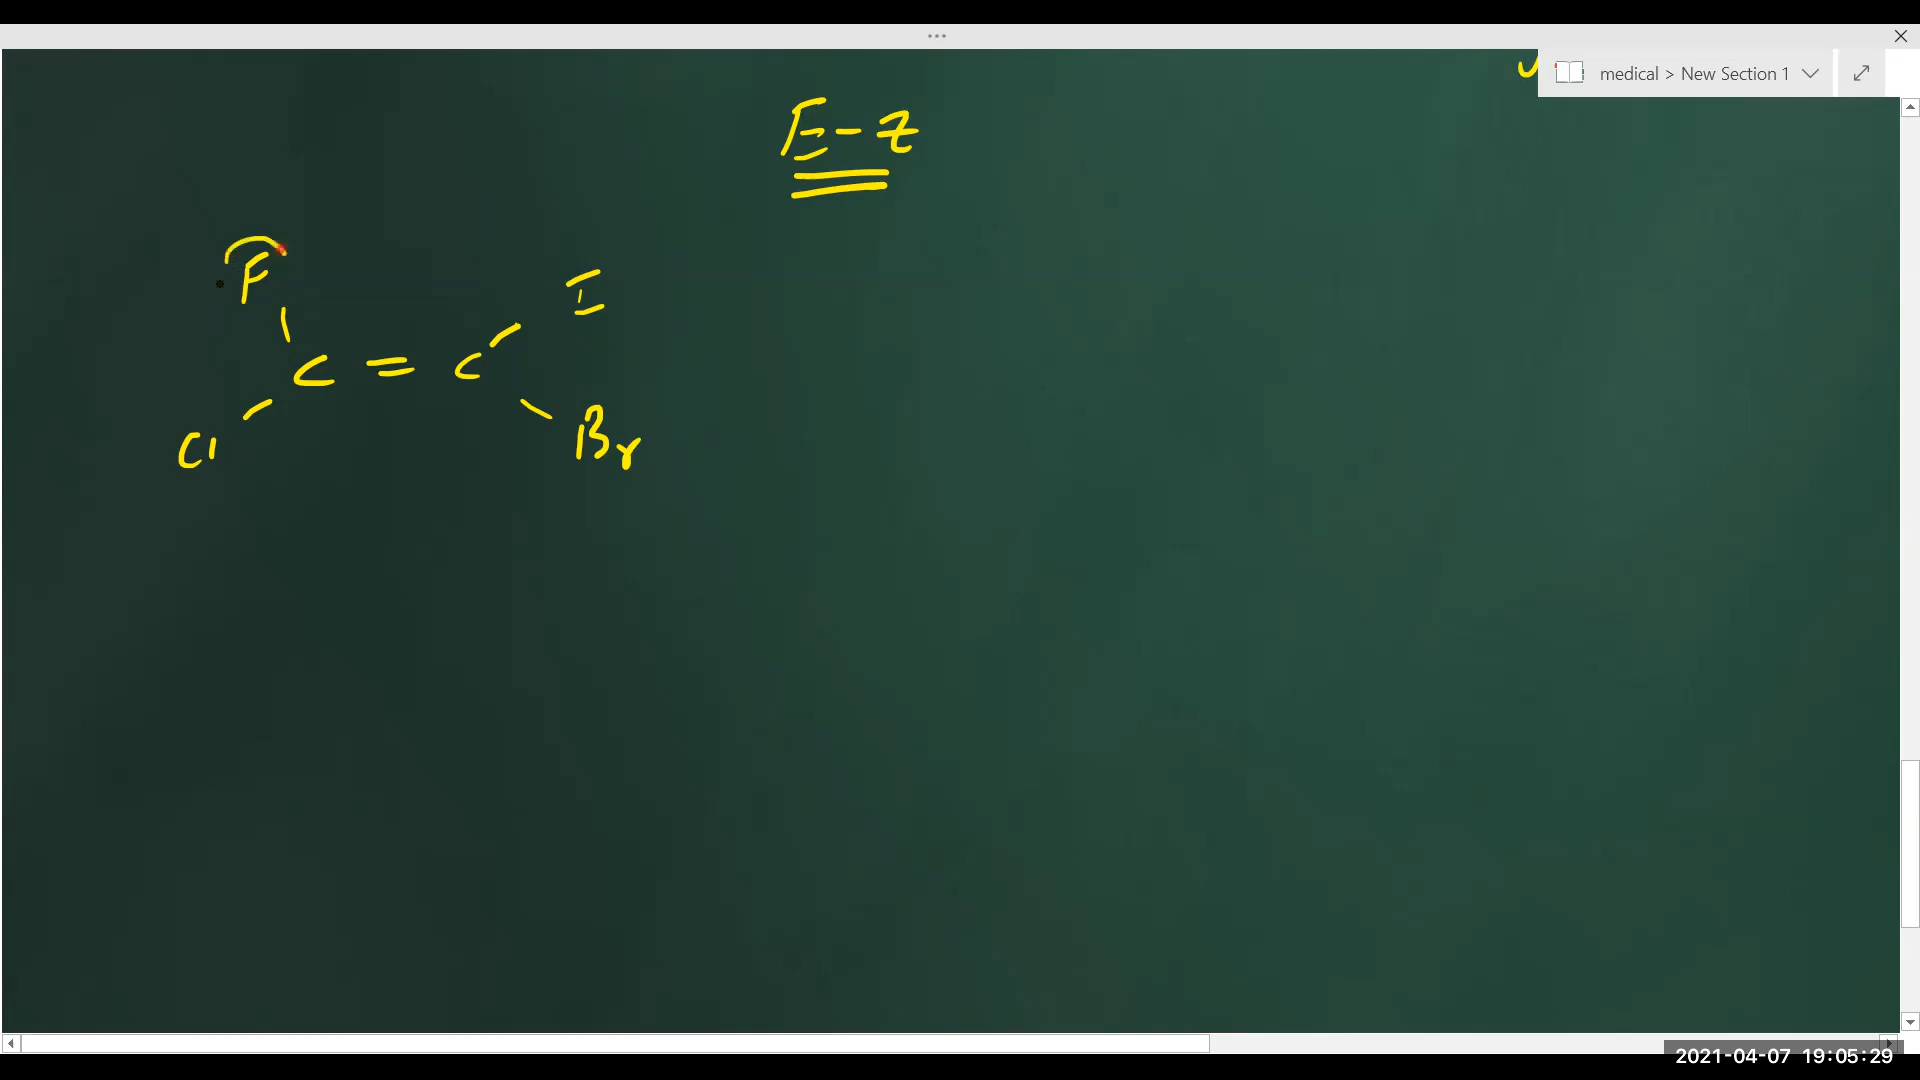 medical > New Section 1
E-Z
F
I
C = C
Cl
Br
2021-04-07 19:05:29